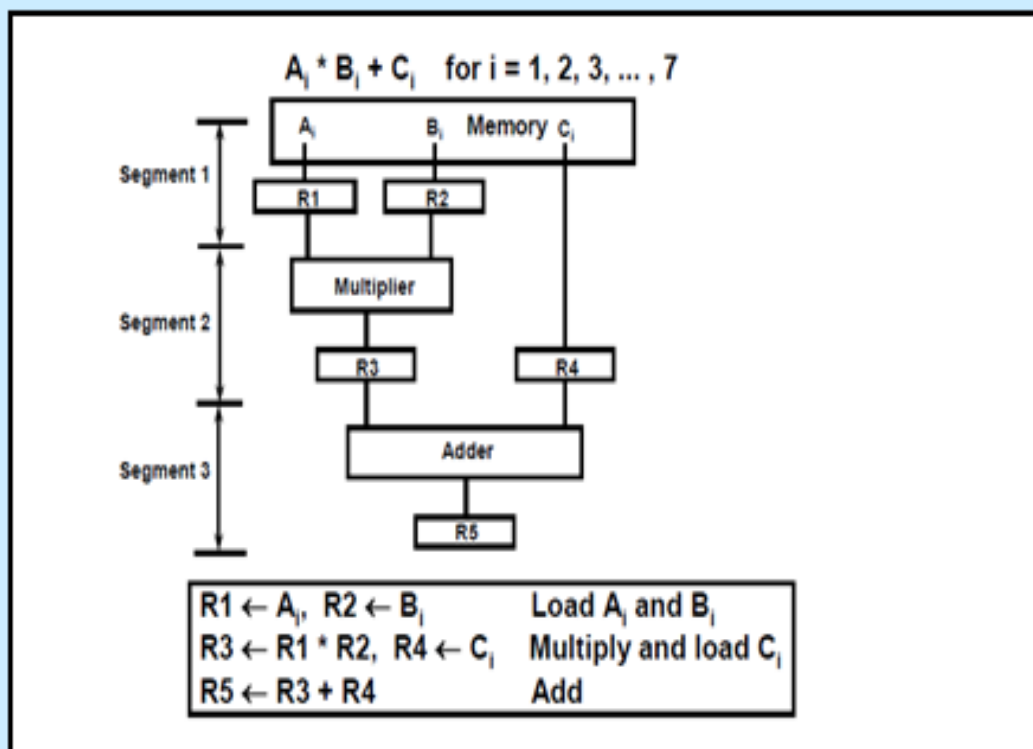 Aᵢ * Bᵢ + Cᵢ for i = 1, 2, 3, ... , 7
Aᵢ Bᵢ Memory Cᵢ
Segment 1
R1 R2
Multiplier
Segment 2
R3 R4
Adder
Segment 3
R5
R1 ← Aᵢ, R2 ← Bᵢ Load Aᵢ and Bᵢ
R3 ← R1 * R2, R4 ← Cᵢ Multiply and load Cᵢ
R5 ← R3 + R4 Add